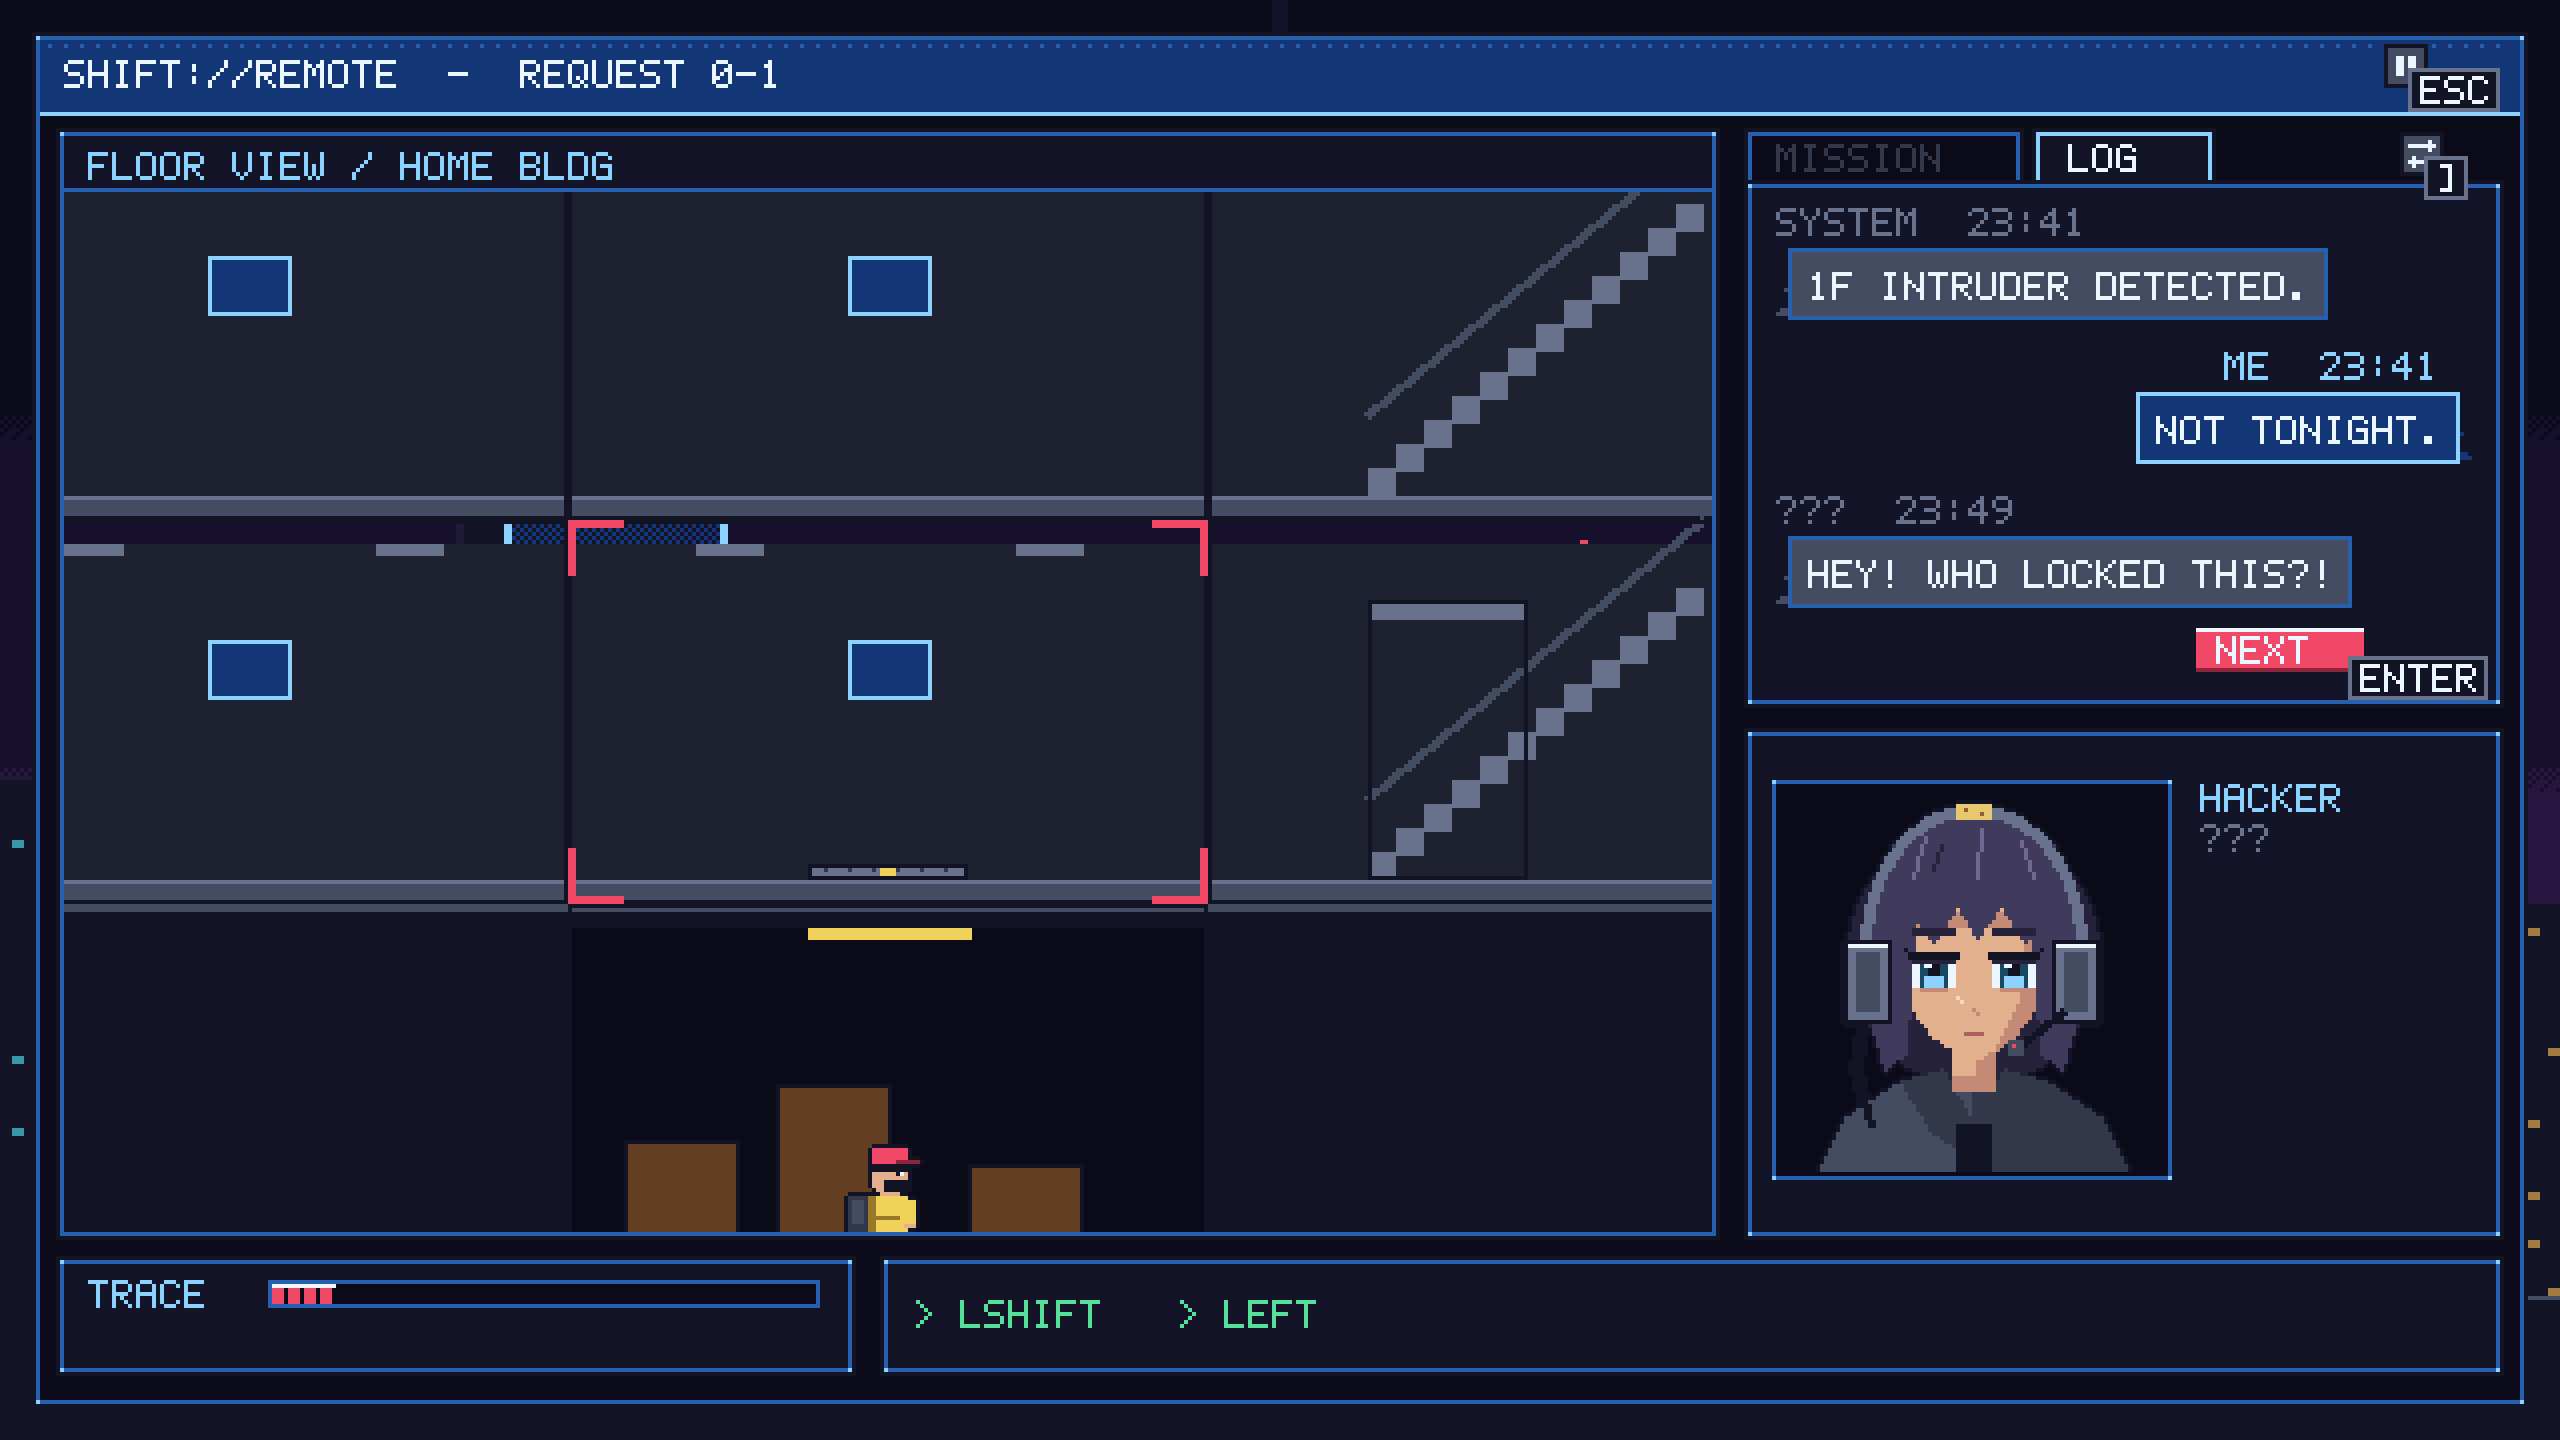 SHIFT://REMOTE - REQUEST 0-1
ESC
FLOOR VIEW / HOME BLDG
MISSION
LOG
]
SYSTEM 23:41
1F INTRUDER DETECTED.
ME 23:41
NOT TONIGHT.
??? 23:49
HEY! WHO LOCKED THIS?!
NEXT
ENTER
HACKER
???
TRACE
> LSHIFT > LEFT